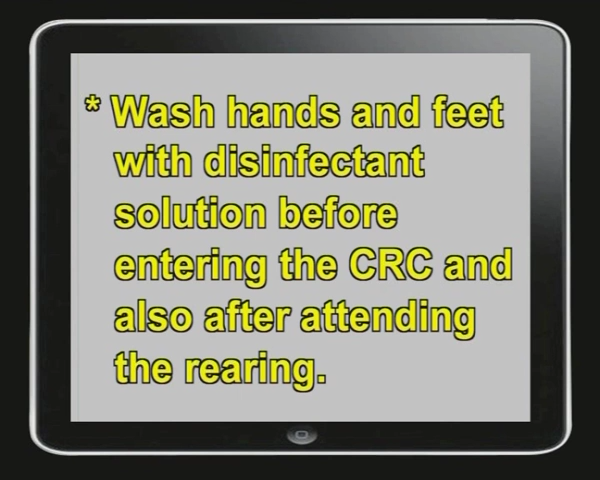 * Wash hands and feet
with disinfectant
solution before
entering the CRC and
also after attending
the rearing.